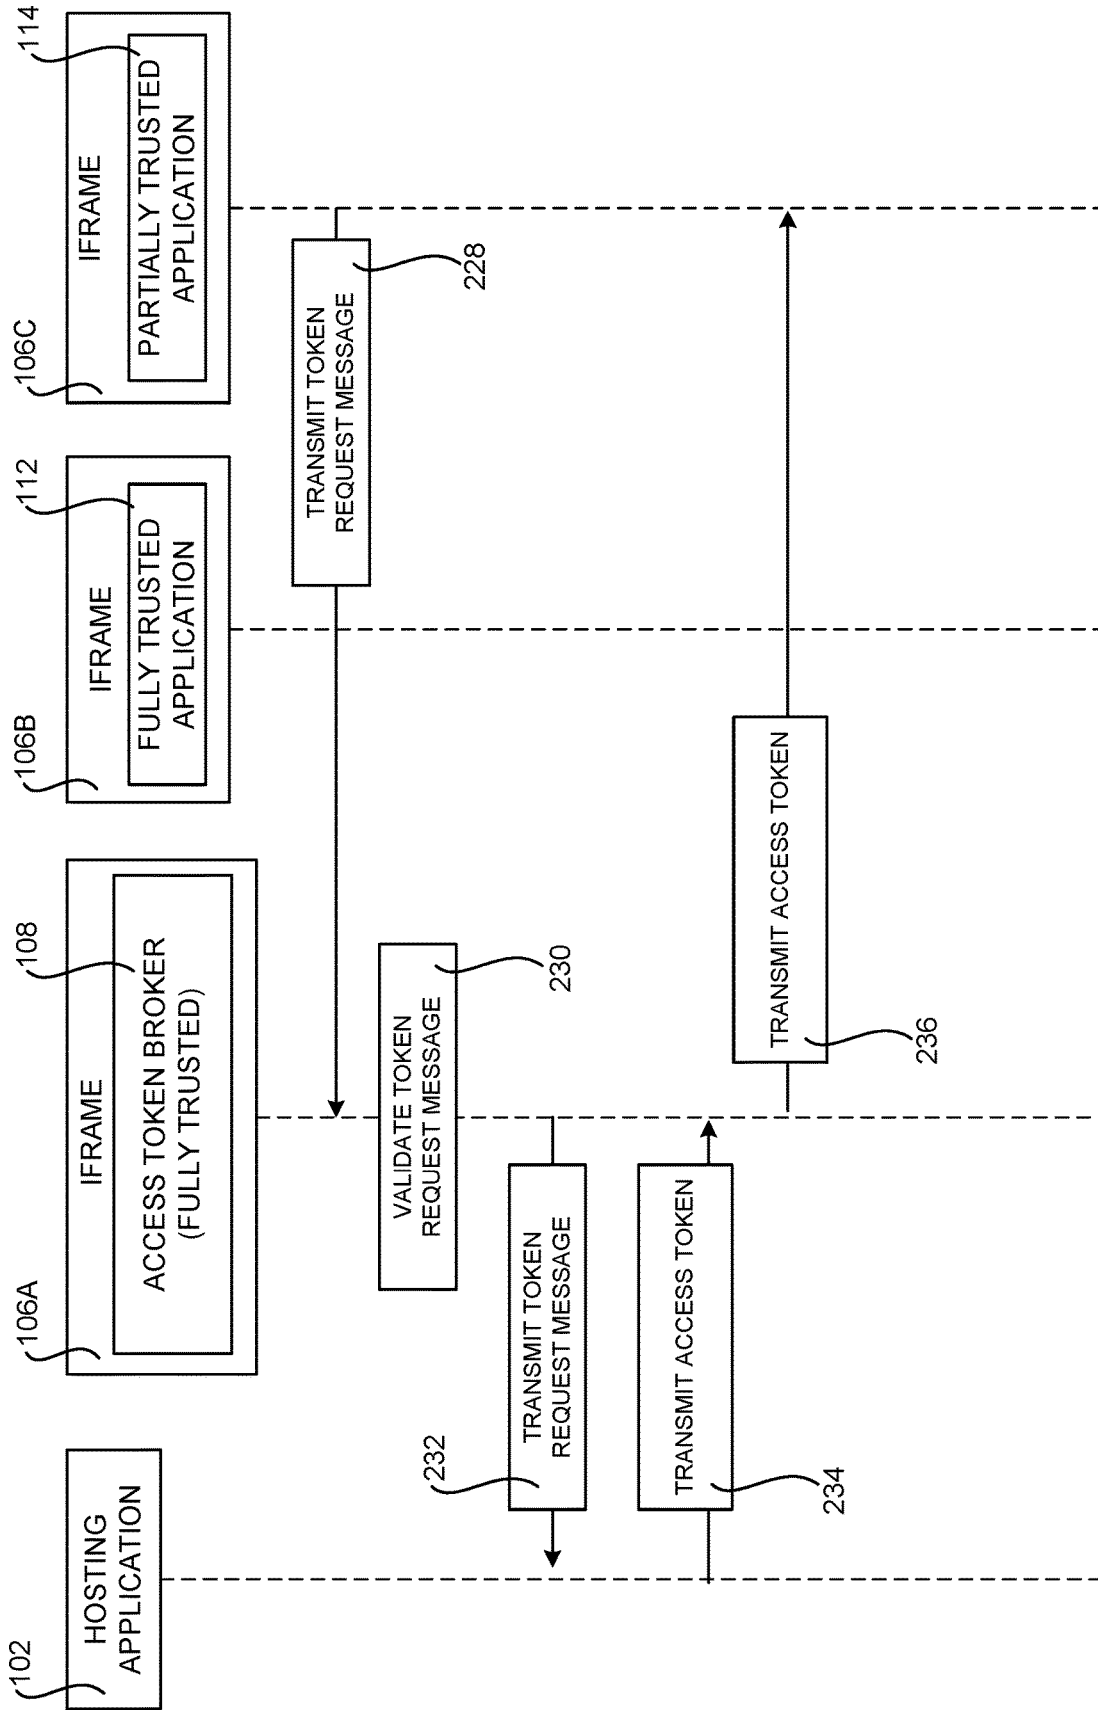 102
HOSTING
APPLICATION
106A
IFRAME
108
ACCESS TOKEN BROKER
(FULLY TRUSTED)
106B
IFRAME
112
FULLY TRUSTED
APPLICATION
106C
IFRAME
114
PARTIALLY TRUSTED
APPLICATION
TRANSMIT TOKEN
REQUEST MESSAGE
228
VALIDATE TOKEN
REQUEST MESSAGE
230
232
TRANSMIT TOKEN
REQUEST MESSAGE
TRANSMIT ACCESS TOKEN
234
TRANSMIT ACCESS TOKEN
236